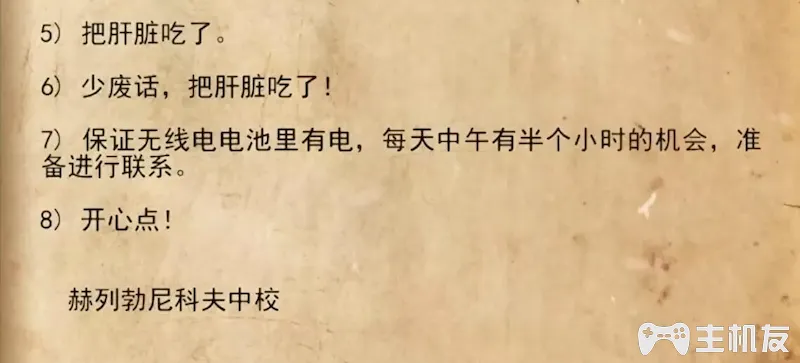 5) 把肝脏吃了。
6) 少废话，把肝脏吃了！
7) 保证无线电电池里有电，每天中午有半个小时的机会，准
备进行联系。
8) 开心点！
赫列勃尼科夫中校
主机友